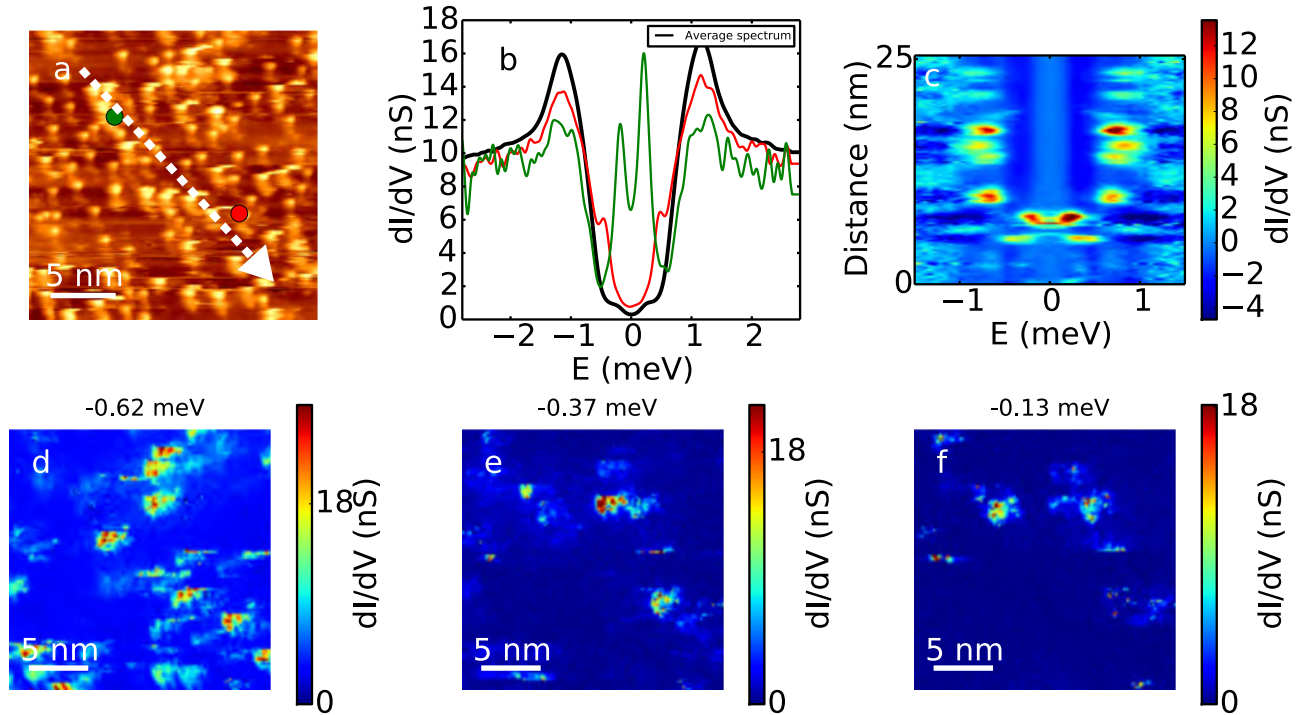 a
5 nm
18
16
14
12
10
8
6
4
2
0
dI/dV (nS)
b
Average spectrum
−2 −1 0 1 2
E (meV)
25
0
Distance (nm)
c
−1 0 1
E (meV)
12
10
8
6
4
2
0
−2
−4
dI/dV (nS)
-0.62 meV
d
5 nm
18
0
dI/dV (nS)
-0.37 meV
e
5 nm
18
0
dI/dV (nS)
-0.13 meV
f
5 nm
18
0
dI/dV (nS)